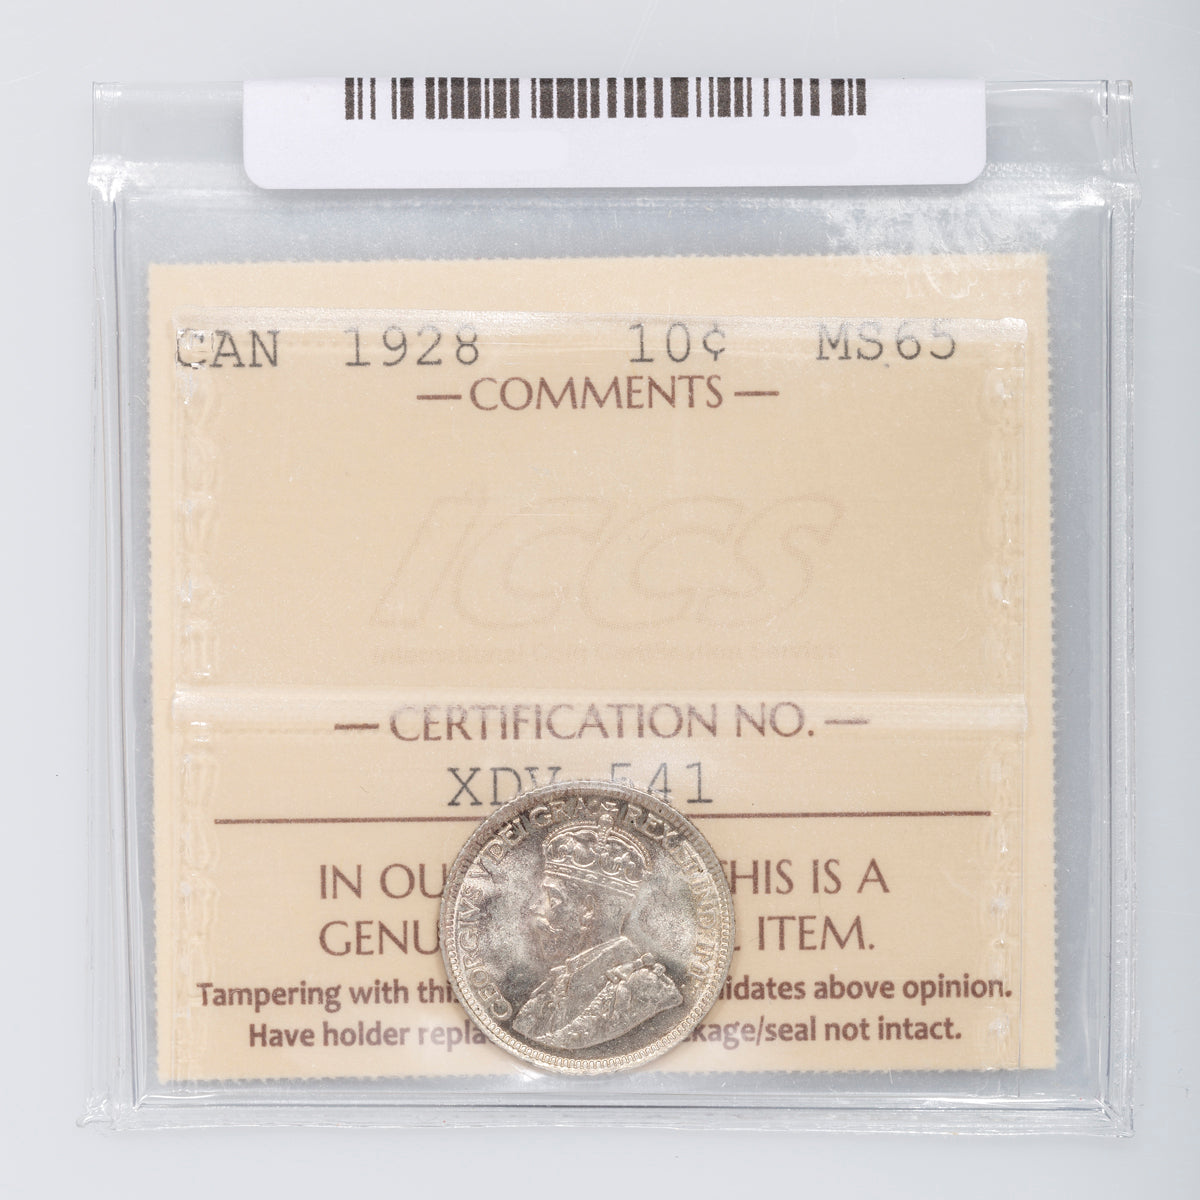 CAN 1928 10¢ MS65
— COMMENTS —
ICCS
International Coin Certification Service
— CERTIFICATION NO. —
XDV 541
IN OU THIS IS A
GENU ITEM.
Tampering with thi idates above opinion.
Have holder repla kage/seal not intact.
GEORGIVS V DEI GRA: REX ET IND:IMP: